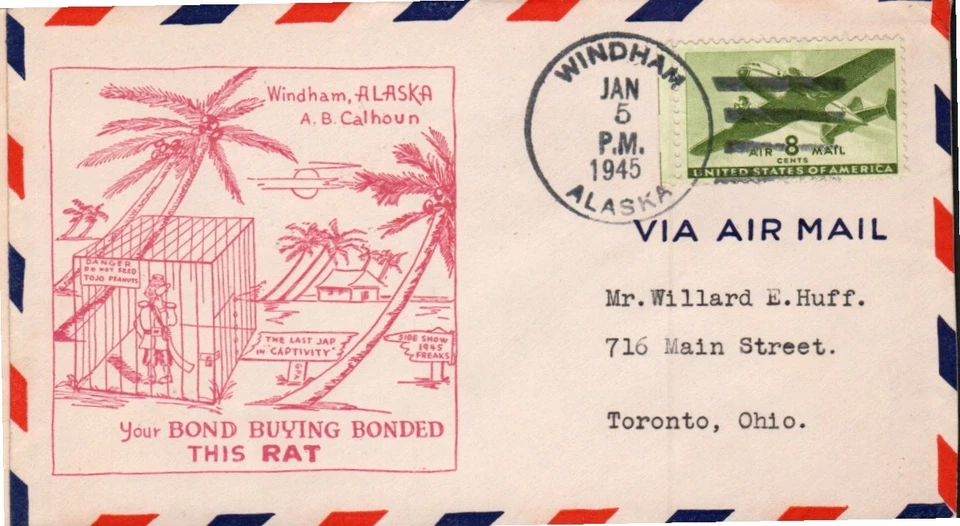 Windham, ALASKA
A. B. Calhoun
DANGER
DO NOT FEED
TOJO PEANUTS
THE LAST JAP
IN "CAPTIVITY"
SIDE SHOW
1945
FREAKS
Your BOND BUYING BONDED
THIS RAT
WINDHAM
JAN
5
P.M.
1945
ALASKA
AIR 8 MAIL
CENTS
UNITED STATES OF AMERICA
VIA AIR MAIL
Mr.Willard E.Huff.
716 Main Street.
Toronto, Ohio.